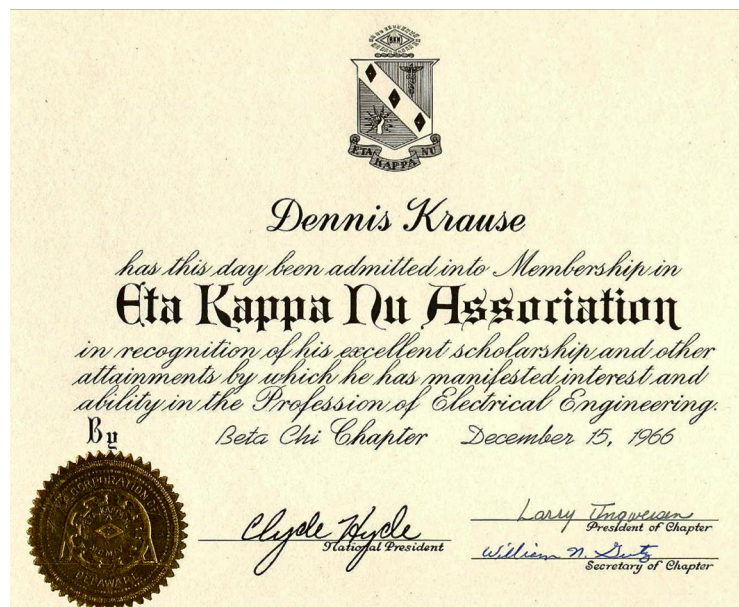 ETA KAPPA NU
Dennis Krause
has this day been admitted into Membership in
Eta Kappa Nu Association
in recognition of his excellent scholarship and other
attainments by which he has manifested interest and
ability in the Profession of Electrical Engineering.
By Beta Chi Chapter December 15, 1966
CORPORATION
DELAWARE
Clyde Hyde
National President
Larry
President of Chapter
William N.
Secretary of Chapter